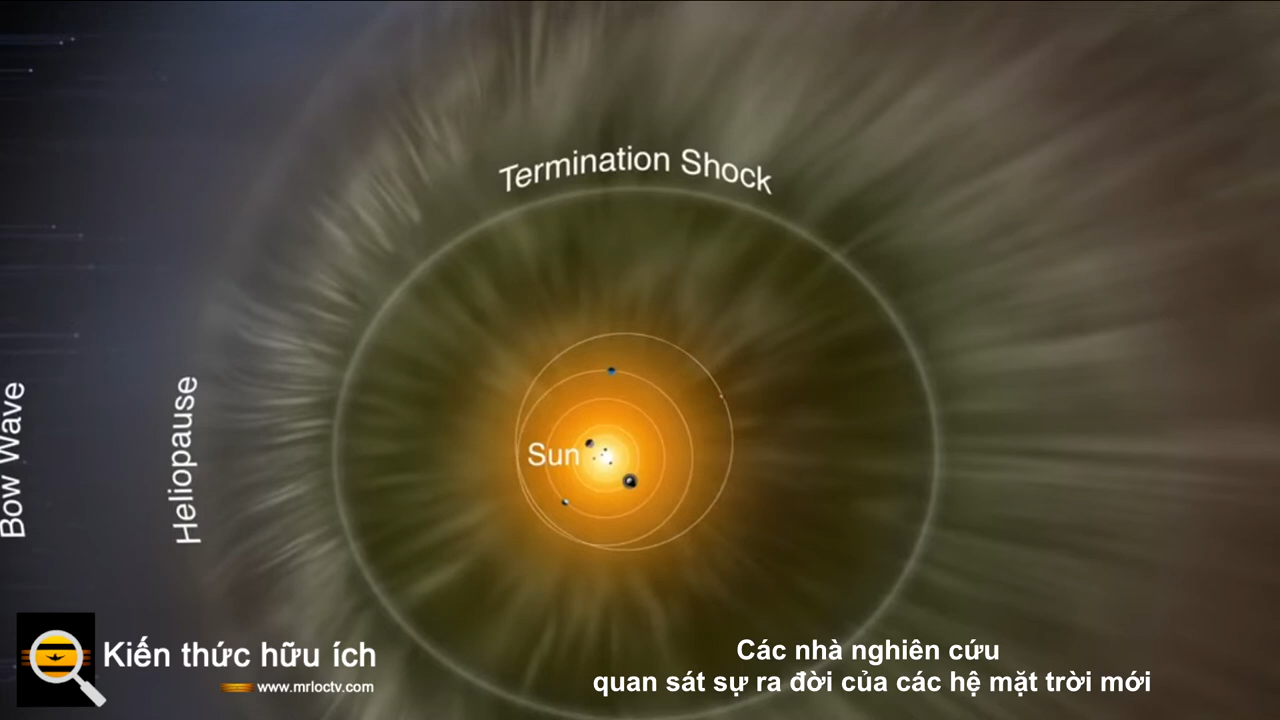 Termination Shock
Sun
Heliopause
Bow Wave
Kiến thức hữu ích
www.mrloctv.com
Các nhà nghiên cứu
quan sát sự ra đời của các hệ mặt trời mới